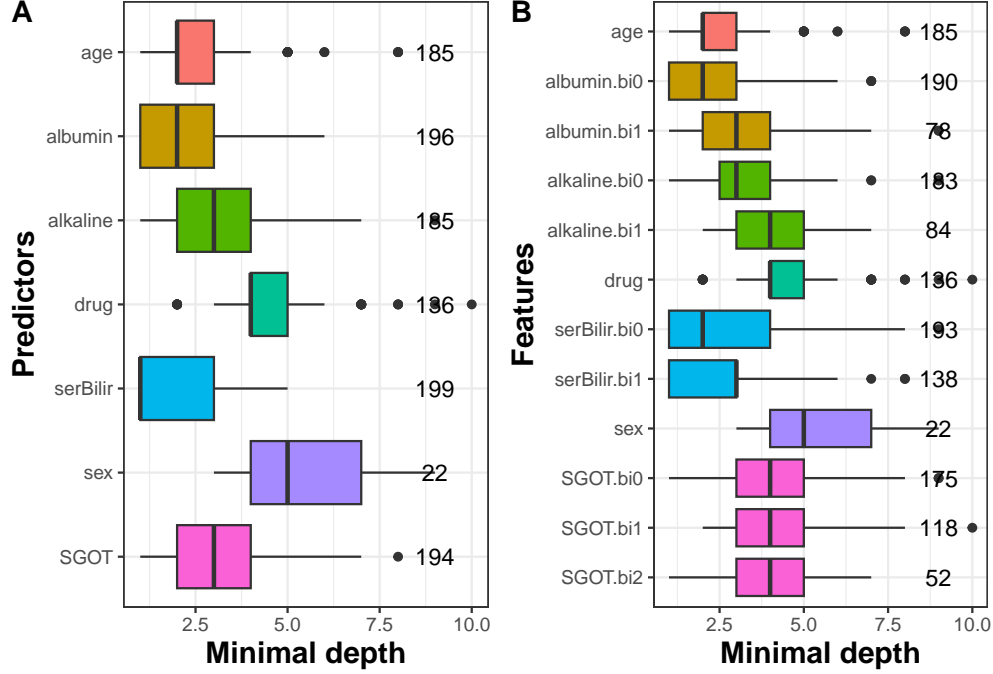 A
Predictors
age
albumin
alkaline
drug
serBilir
sex
SGOT
185
196
185
136
199
22
194
2.5 5.0 7.5 10.0
Minimal depth
B
Features
age
albumin.bi0
albumin.bi1
alkaline.bi0
alkaline.bi1
drug
serBilir.bi0
serBilir.bi1
sex
SGOT.bi0
SGOT.bi1
SGOT.bi2
185
190
78
183
84
136
193
138
22
175
118
52
2.5 5.0 7.5 10.0
Minimal depth